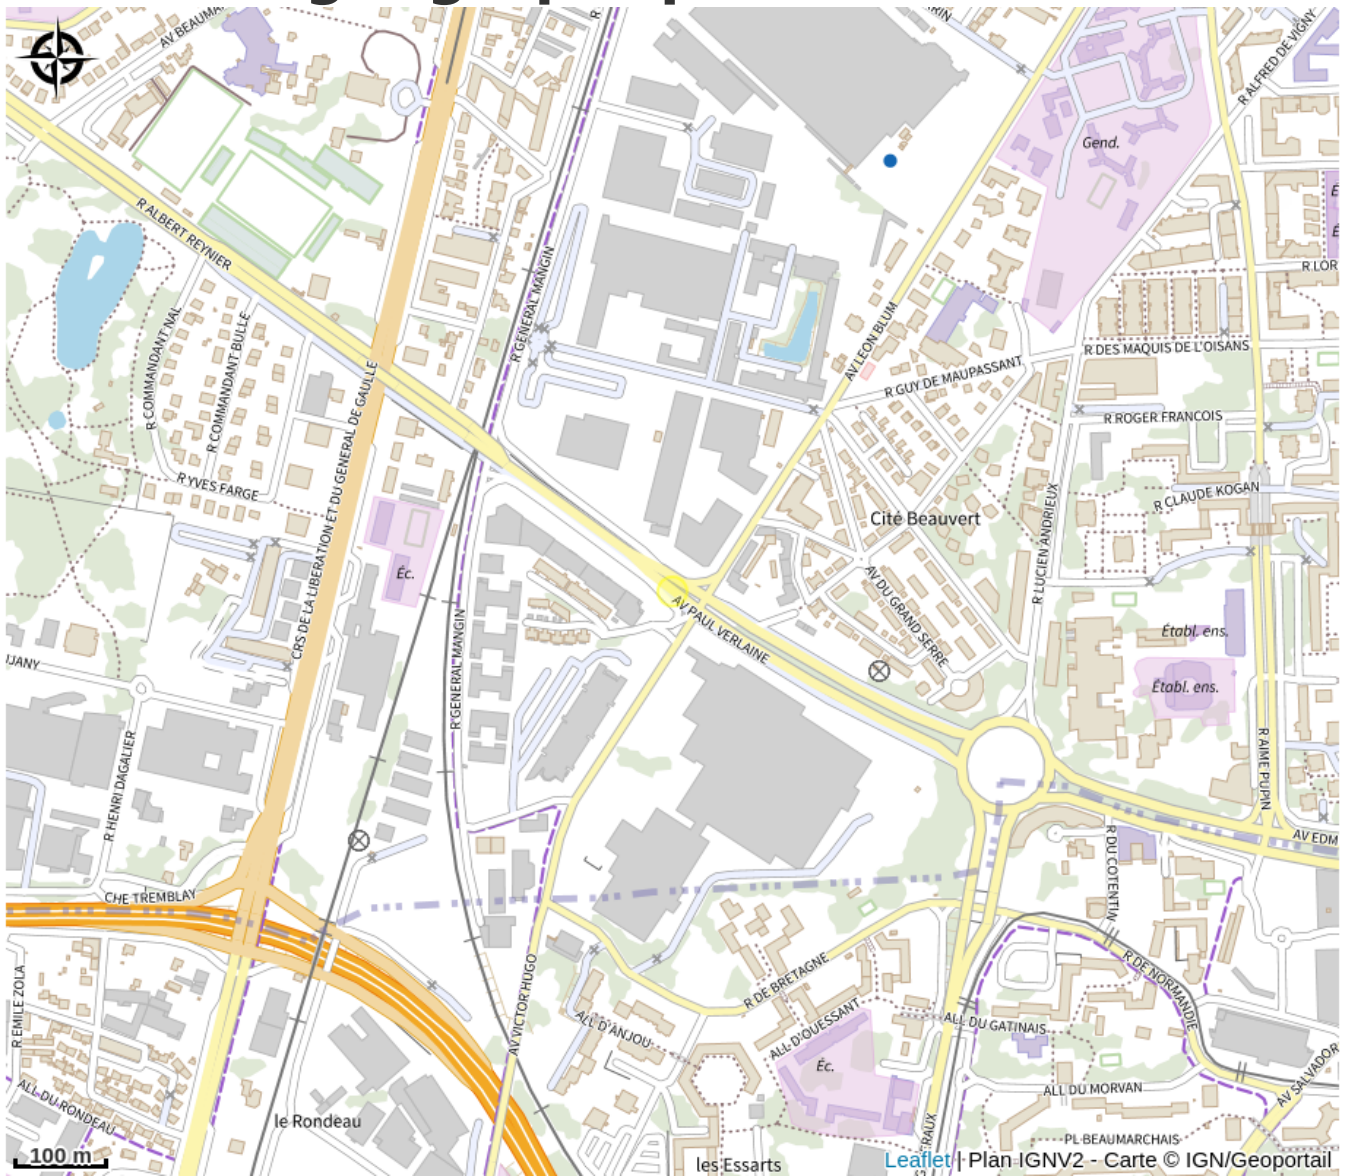 AV BEAUMA
RIN
R ALFRED DE VIGNY
Gend.
R ALBERT REYNIER
R GENERAL MANGIN
R LOR
R COMMANDANT NAL
R COMMANDANT BULLE
AV LEON BLUM
R DES MAQUIS DE L'OISANS
R GUY DE MAUPASSANT
R ROGER FRANCOIS
CRS DE LA LIBERATION ET DU GENERAL DE GAULLE
R YVES FARGE
R CLAUDE KOGAN
Cité Beauvert
R LUCIEN ANDRIEUX
Éc.
AV DU GRAND SERRE
AV PAUL VERLAINE
Établ. ens.
UJANY
R GENERAL MANGIN
Établ. ens.
R HENRI DAGALIER
R AIME PUPIN
AV EDM
R DU COTENTIN
CHE TREMBLAY
R EMILE ZOLA
AV VICTOR HUGO
R DE BRETAGNE
R DE NORMANDIE
ALL D'ANJOU
ALL D'OUESSANT
ALL DU GATINAIS
Éc.
ALL DU MORVAN
AV SALVADOR
ALL DU RONDEAU
le Rondeau
ERAUX
PL BEAUMARCHAIS
100 m
les Essarts
Leaflet | Plan IGNV2 - Carte © IGN/Geoportail